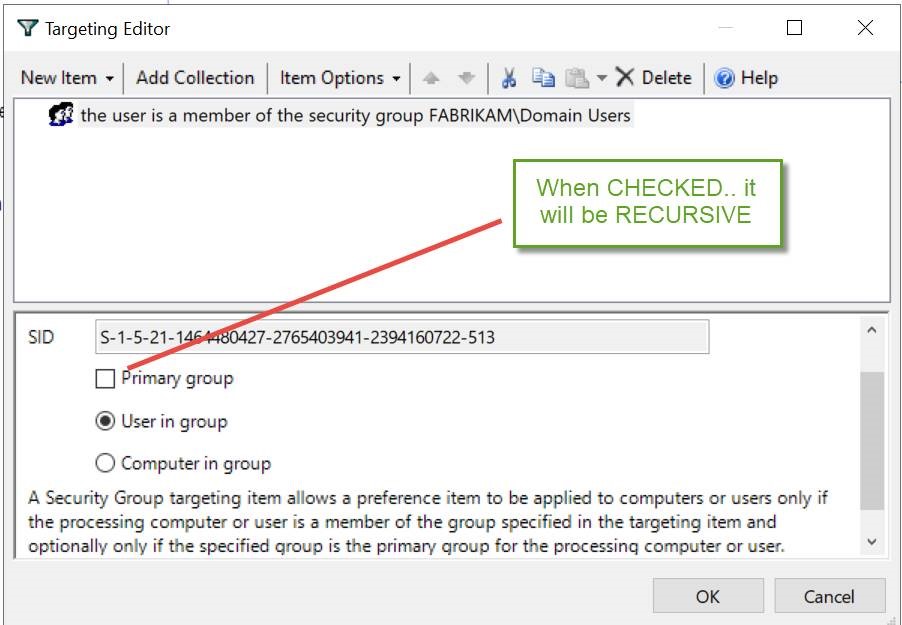 Targeting Editor
New Item Add Collection Item Options Delete Help
the user is a member of the security group FABRIKAM\Domain Users
When CHECKED.. it
will be RECURSIVE
SID S-1-5-21-1464480427-2765403941-2394160722-513
Primary group
User in group
Computer in group
A Security Group targeting item allows a preference item to be applied to computers or users only if
the processing computer or user is a member of the group specified in the targeting item and
optionally only if the specified group is the primary group for the processing computer or user.
OK Cancel